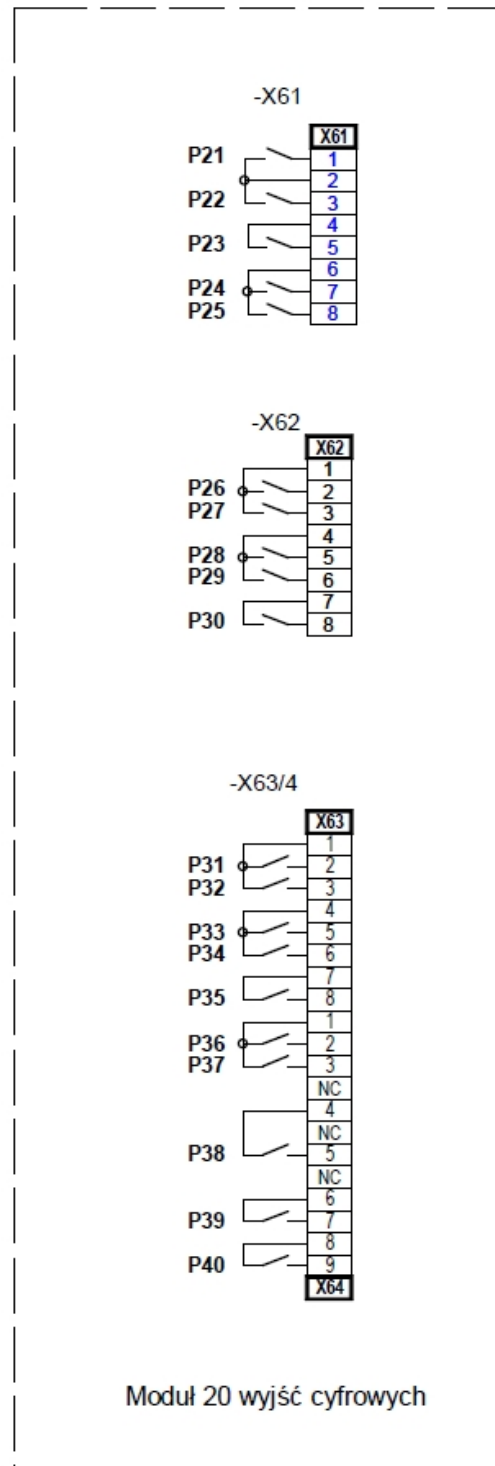 -X61
X61
P21 1
2
P22 3
4
P23 5
6
P24 7
P25 8
-X62
X62
1
P26 2
P27 3
4
P28 5
P29 6
7
P30 8
-X63/4
X63
1
P31 2
P32 3
4
P33 5
P34 6
7
P35 8
1
P36 2
P37 3
NC
4
NC
P38 5
NC
6
P39 7
8
P40 9
X64
Moduł 20 wyjść cyfrowych